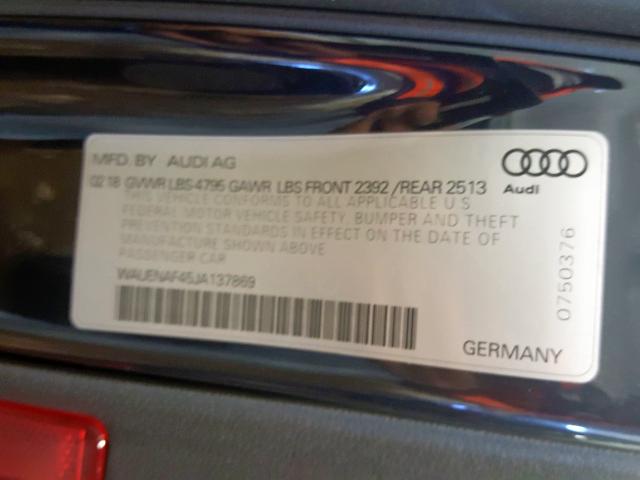 MFD. BY AUDI AG
02 18 GVWR LBS 4795 GAWR LBS FRONT 2392 / REAR 2513
THIS VEHICLE CONFORMS TO ALL APPLICABLE U S
FEDERAL MOTOR VEHICLE SAFETY, BUMPER AND THEFT
PREVENTION STANDARDS IN EFFECT ON THE DATE OF
MANUFACTURE SHOWN ABOVE
PASSENGER CAR
WAUENAF45JA137869
Audi
0750376
GERMANY